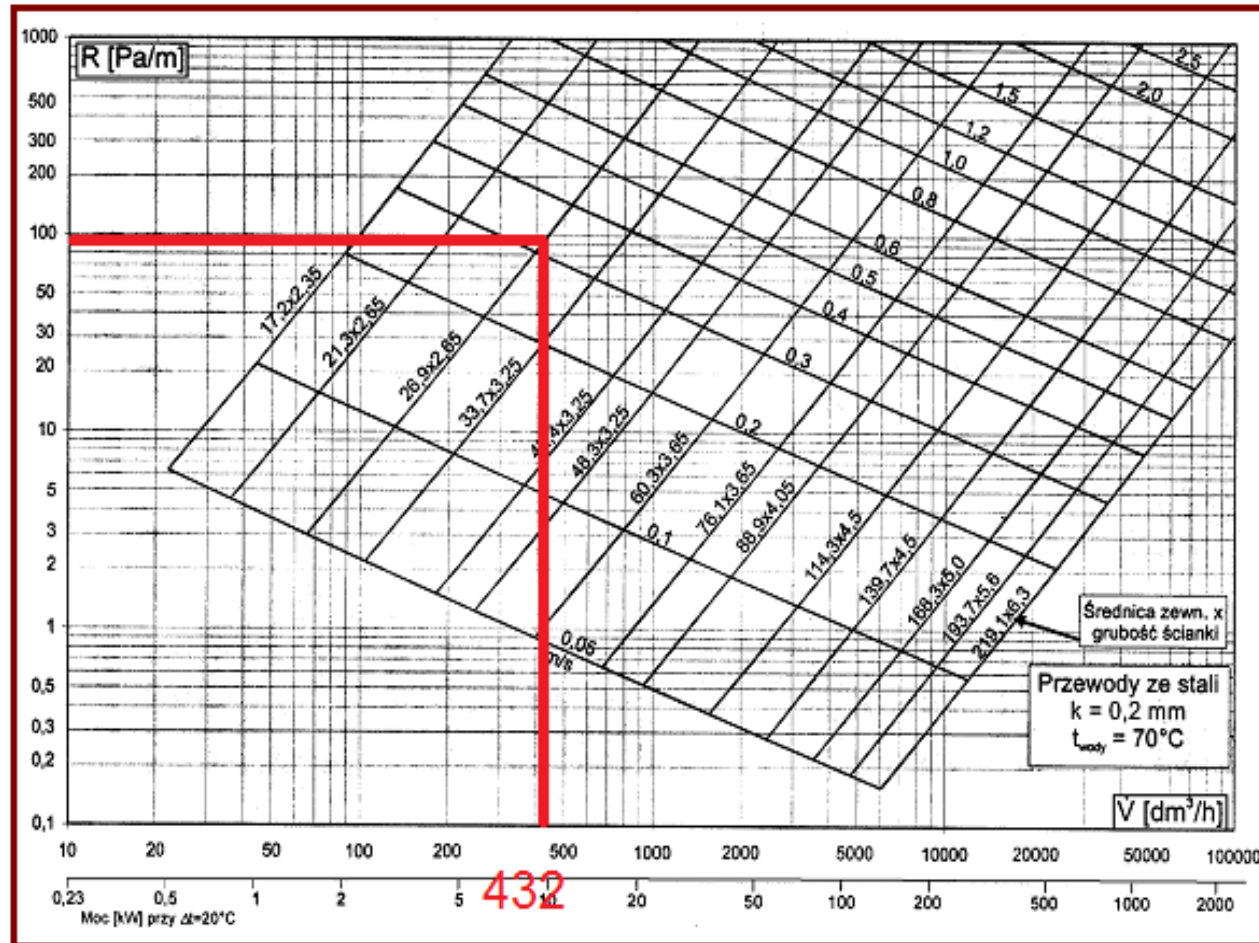 1000
R [Pa/m]
500
300
200
100
50
30
20
10
5
3
2
1
0,5
0,3
0,2
0,1
2,5
2,0
1,5
1,2
1,0
0,8
0,6
0,5
0,4
0,3
0,2
0,1
0,05
m/s
17,2x2,35
21,3x2,65
26,9x2,65
33,7x3,25
48,3x3,25
60,3x3,65
76,1x3,65
88,9x4,05
114,3x4,5
139,7x4,5
168,3x5,0
193,7x5,6
219,1x6,3
Średnica zewn. x
grubość ścianki
Przewody ze stali
k = 0,2 mm
twody = 70°C
V̇ [dm³/h]
10 20 50 100 200 500 1000 2000 5000 10000 20000 50000 100000
432
0,23 0,5 1 2 5 10 20 50 100 200 500 1000 2000
Moc [kW] przy Δt=20°C